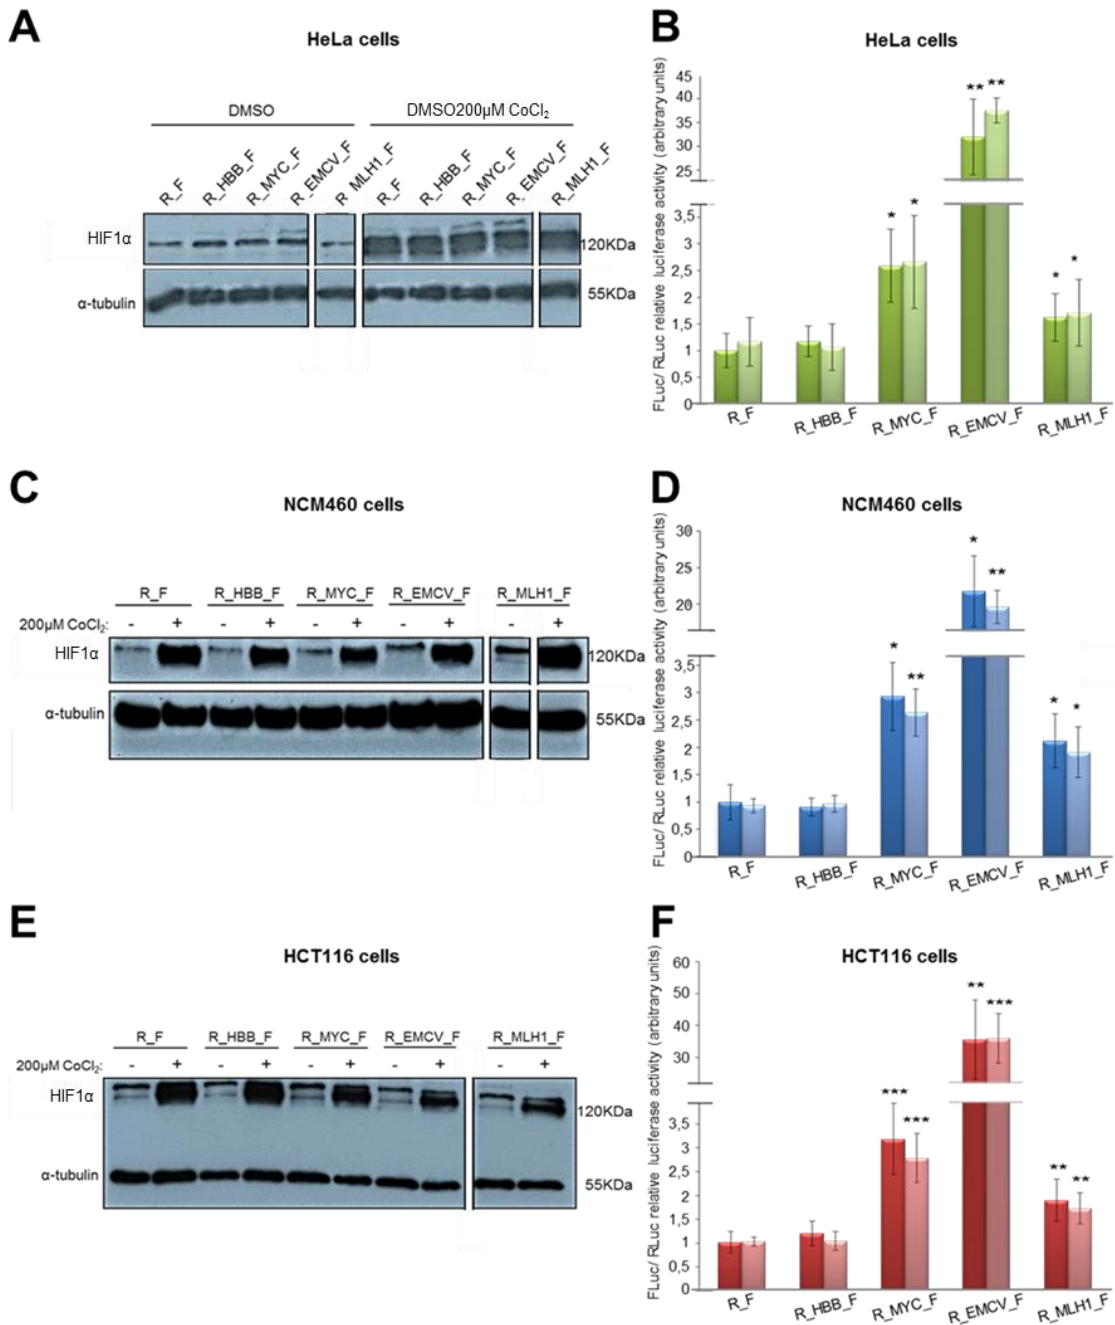 A
HeLa cells
DMSO
DMSO200µM CoCl₂
R_F
R_HBB_F
R_MYC_F
R_EMCV_F
R_MLH1_F
R_F
R_HBB_F
R_MYC_F
R_EMCV_F
R_MLH1_F
HIF1α
120KDa
α-tubulin
55KDa
B
HeLa cells
FLuc/ RLuc relative luciferase activity (arbitrary units)
45
40
35
30
25
3,5
3
2,5
2
1,5
1
0,5
0
** **
* *
* *
R_F
R_HBB_F
R_MYC_F
R_EMCV_F
R_MLH1_F
C
NCM460 cells
R_F
R_HBB_F
R_MYC_F
R_EMCV_F
R_MLH1_F
200µM CoCl₂: - + - + - + - + - +
HIF1α
120KDa
α-tubulin
55KDa
D
NCM460 cells
FLuc/ RLuc relative luciferase activity (arbitrary units)
30
25
20
3,5
3
2,5
2
1,5
1
0,5
0
* **
* **
* *
R_F
R_HBB_F
R_MYC_F
R_EMCV_F
R_MLH1_F
E
HCT116 cells
R_F
R_HBB_F
R_MYC_F
R_EMCV_F
R_MLH1_F
200µM CoCl₂: - + - + - + - + - +
HIF1α
120KDa
α-tubulin
55KDa
F
HCT116 cells
FLuc/ RLuc relative luciferase activity (arbitrary units)
60
50
40
30
3,5
3
2,5
2
1,5
1
0,5
0
** ***
*** ***
** **
R_F
R_HBB_F
R_MYC_F
R_EMCV_F
R_MLH1_F